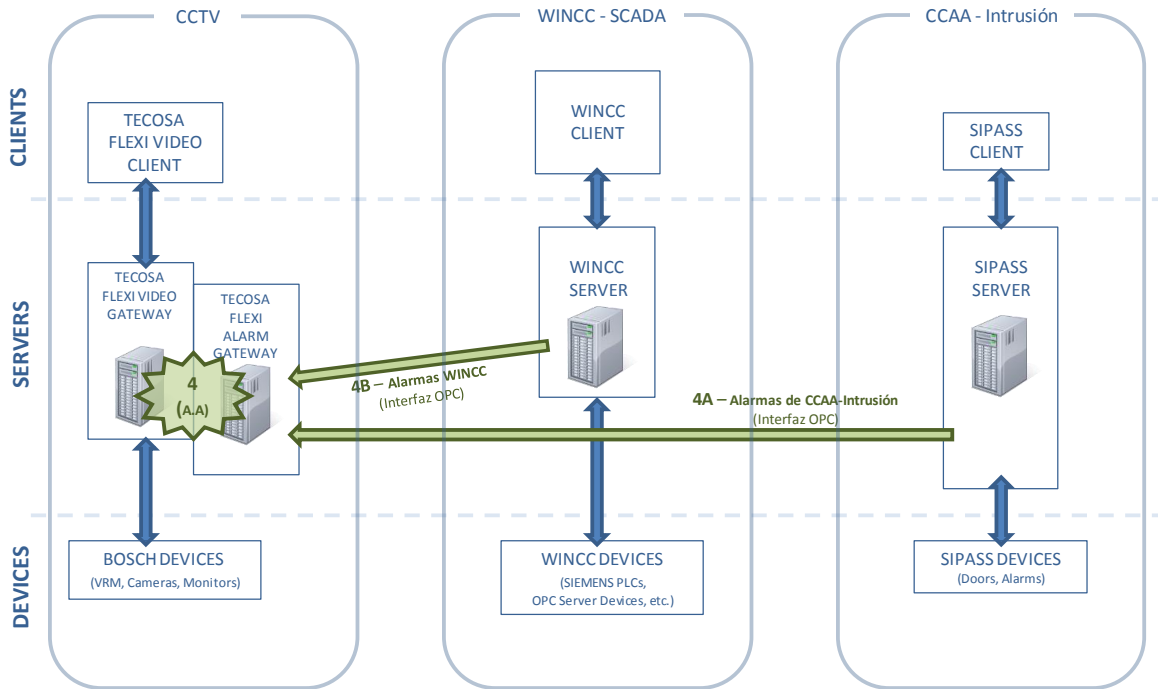 CCTV
WINCC - SCADA
CCAA - Intrusión
CLIENTS
TECOSA
FLEXI VIDEO
CLIENT
WINCC
CLIENT
SIPASS
CLIENT
SERVERS
TECOSA
FLEXI VIDEO
GATEWAY
TECOSA
FLEXI
ALARM
GATEWAY
4
(A.A)
WINCC
SERVER
SIPASS
SERVER
4B – Alarmas WINCC
(Interfaz OPC)
4A – Alarmas de CCAA-Intrusión
(Interfaz OPC)
DEVICES
BOSCH DEVICES
(VRM, Cameras, Monitors)
WINCC DEVICES
(SIEMENS PLCs,
OPC Server Devices, etc.)
SIPASS DEVICES
(Doors, Alarms)